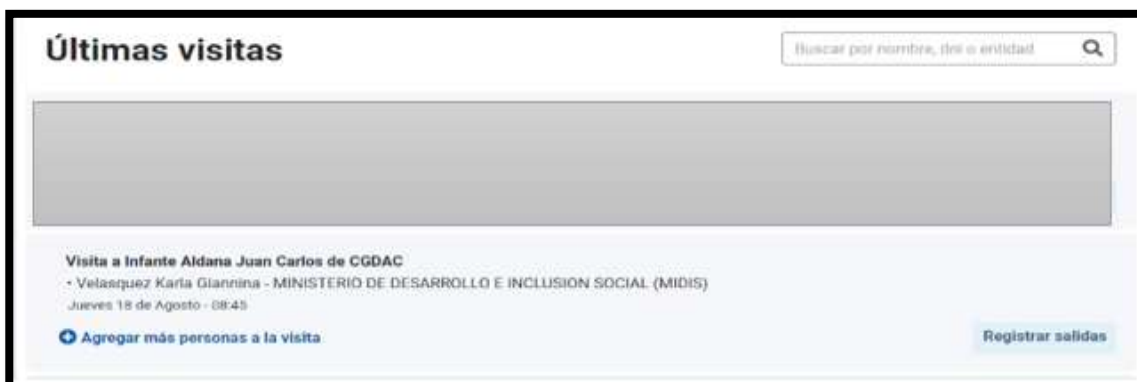 Últimas visitas
Buscar por nombre, dni o entidad
Visita a Infante Aldana Juan Carlos de CGDAC
• Velasquez Karla Giannina - MINISTERIO DE DESARROLLO E INCLUSION SOCIAL (MIDIS)
Jueves 18 de Agosto - 08:45
Agregar más personas a la visita
Registrar salidas